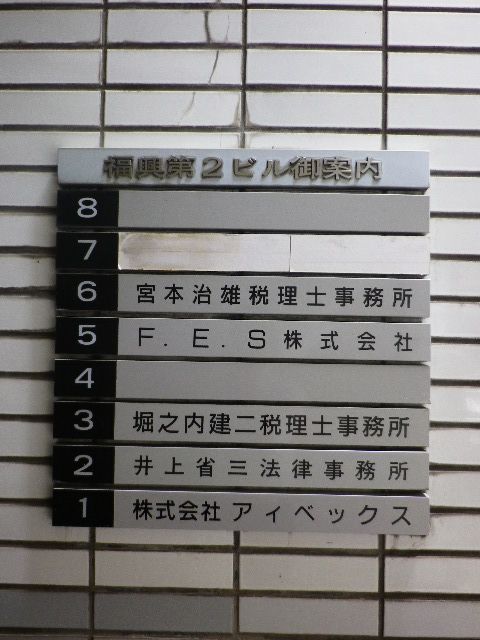 福興第2ビル御案内
8
7
6 宮本治雄税理士事務所
5 F.E.S株式会社
4
3 堀之内建二税理士事務所
2 井上省三法律事務所
1 株式会社アィベックス